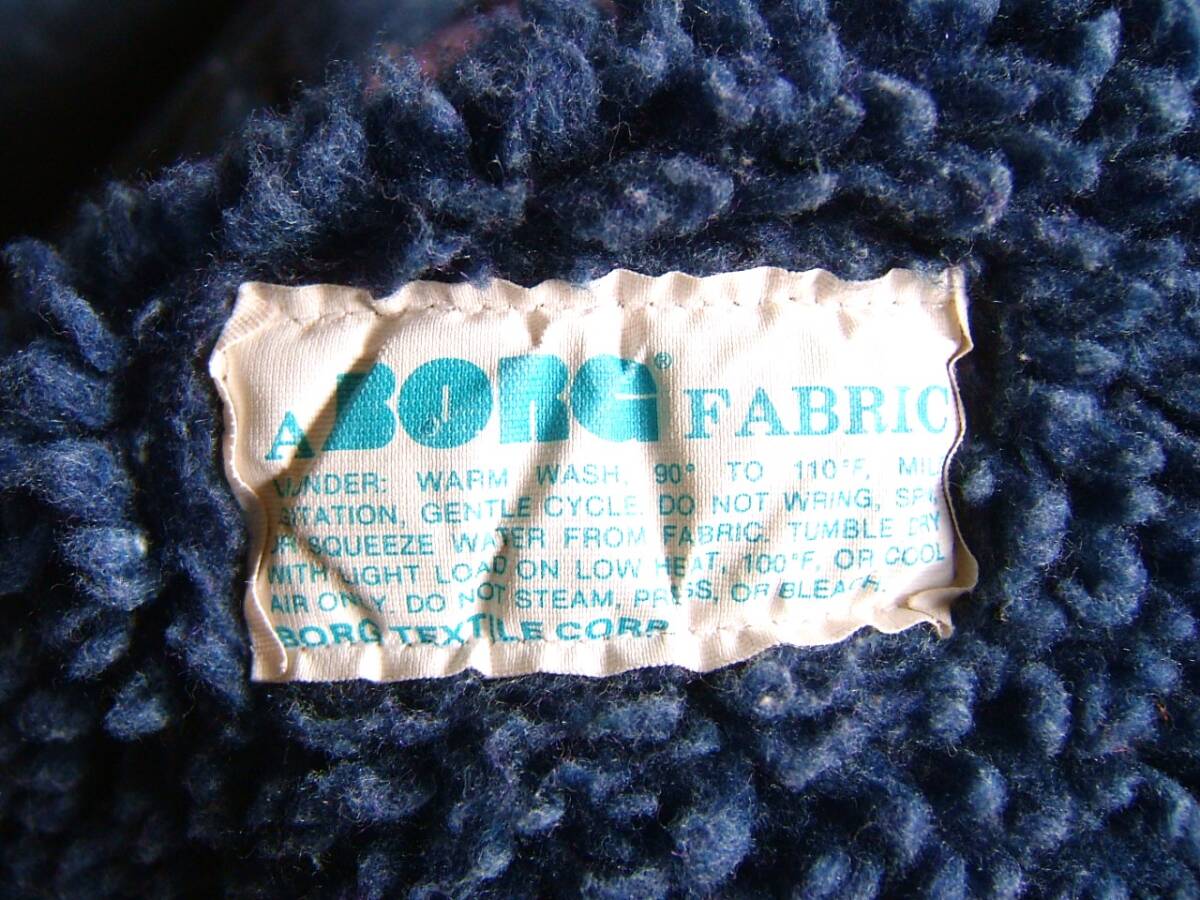 A BORG® FABRIC
WARM WASH, 90° TO 110°F,
GENTLE CYCLE. DO NOT WRING,
SQUEEZE WATER FROM FABRIC. TUMBLE DRY
WITH LIGHT LOAD ON LOW HEAT, 100°F, OR COOL
AIR ONLY. DO NOT STEAM, PRESS, OR BLEACH.
BORG TEXTILE CORP.